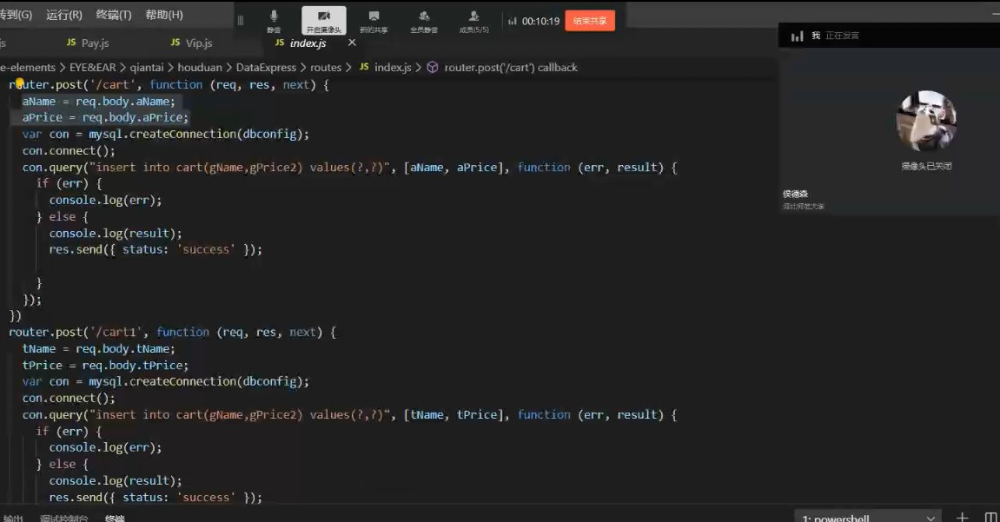 转到(G) 运行(R) 终端(T) 帮助(H)
静音 开启摄像头 新的共享 全员静音 成员(5/5) 00:10:19 结束共享
js JS Pay.js JS Vip.js JS index.js ×
我 正在发言
e-elements > EYE&EAR > qiantai > houduan > DataExpress > routes > JS index.js > router.post('/cart') callback
router.post('/cart', function (req, res, next) {
aName = req.body.aName;
aPrice = req.body.aPrice;
var con = mysql.createConnection(dbconfig);
con.connect();
con.query("insert into cart(gName,gPrice2) values(?,?)", [aName, aPrice], function (err, result) {
if (err) {
console.log(err);
} else {
console.log(result);
res.send({ status: 'success' });
}
});
})
router.post('/cart1', function (req, res, next) {
tName = req.body.tName;
tPrice = req.body.tPrice;
var con = mysql.createConnection(dbconfig);
con.connect();
con.query("insert into cart(gName,gPrice2) values(?,?)", [tName, tPrice], function (err, result) {
if (err) {
console.log(err);
} else {
console.log(result);
res.send({ status: 'success' });
摄像头已关闭
侯德森
河北师范大学
输出 调试控制台 终端 1: powershell